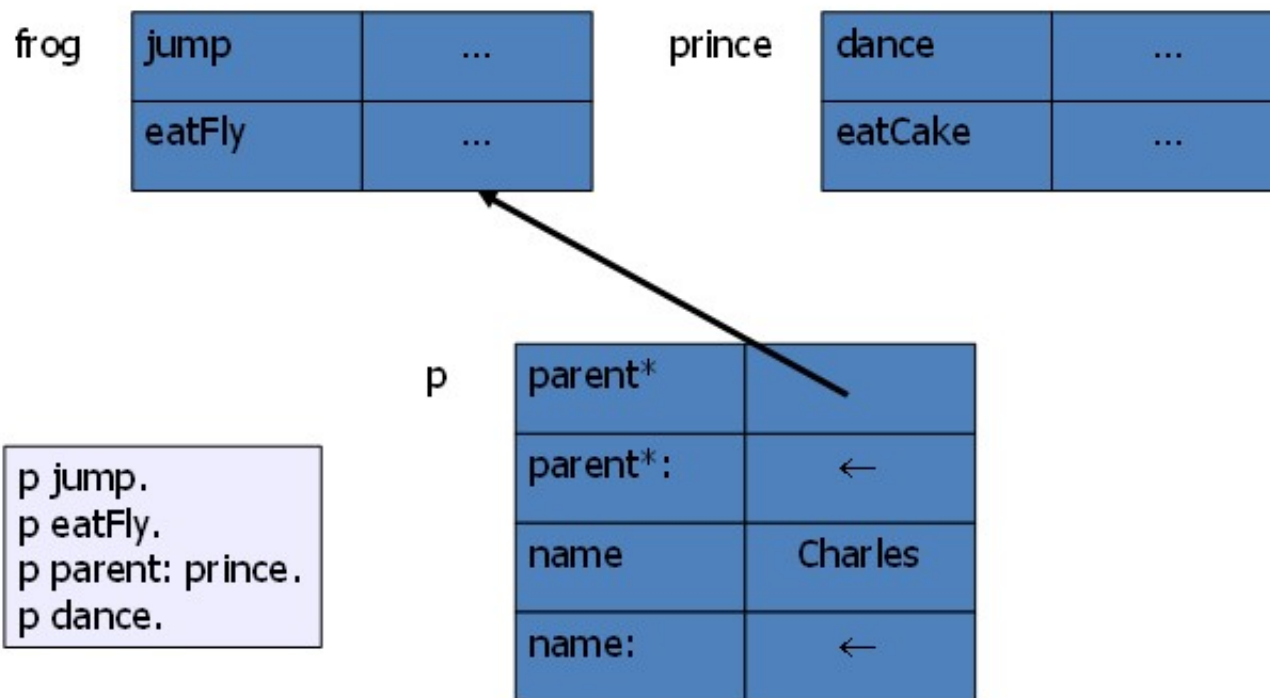 frog jump ... prince dance ...
eatFly ... eatCake ...
p parent*
parent*: ←
name Charles
name: ←
p jump.
p eatFly.
p parent: prince.
p dance.